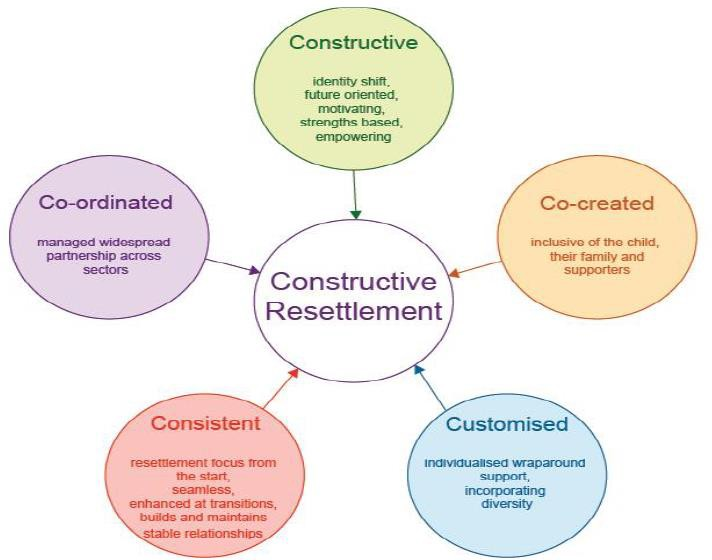 Constructive
identity shift,
future oriented,
motivating,
strengths based,
empowering
Co-ordinated
managed widespread
partnership across
sectors
Co-created
inclusive of the child,
their family and
supporters
Constructive
Resettlement
Consistent
resettlement focus from
the start,
seamless,
enhanced at transitions,
builds and maintains
stable relationships
Customised
individualised wraparound
support,
incorporating
diversity